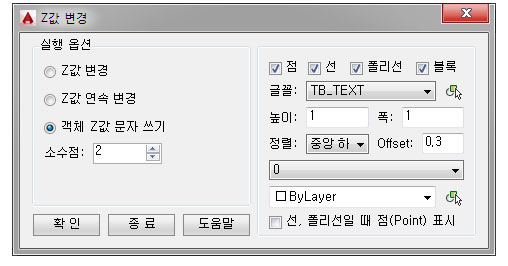 Z값 변경
실행 옵션
Z값 변경
Z값 연속 변경
객체 Z값 문자 쓰기
소수점: 2
확 인 종 료 도움말
점 선 폴리선 블록
글꼴: TB_TEXT
높이: 1 폭: 1
정렬: 중앙 하 Offset: 0,3
0
ByLayer
선, 폴리선일 때 점(Point) 표시